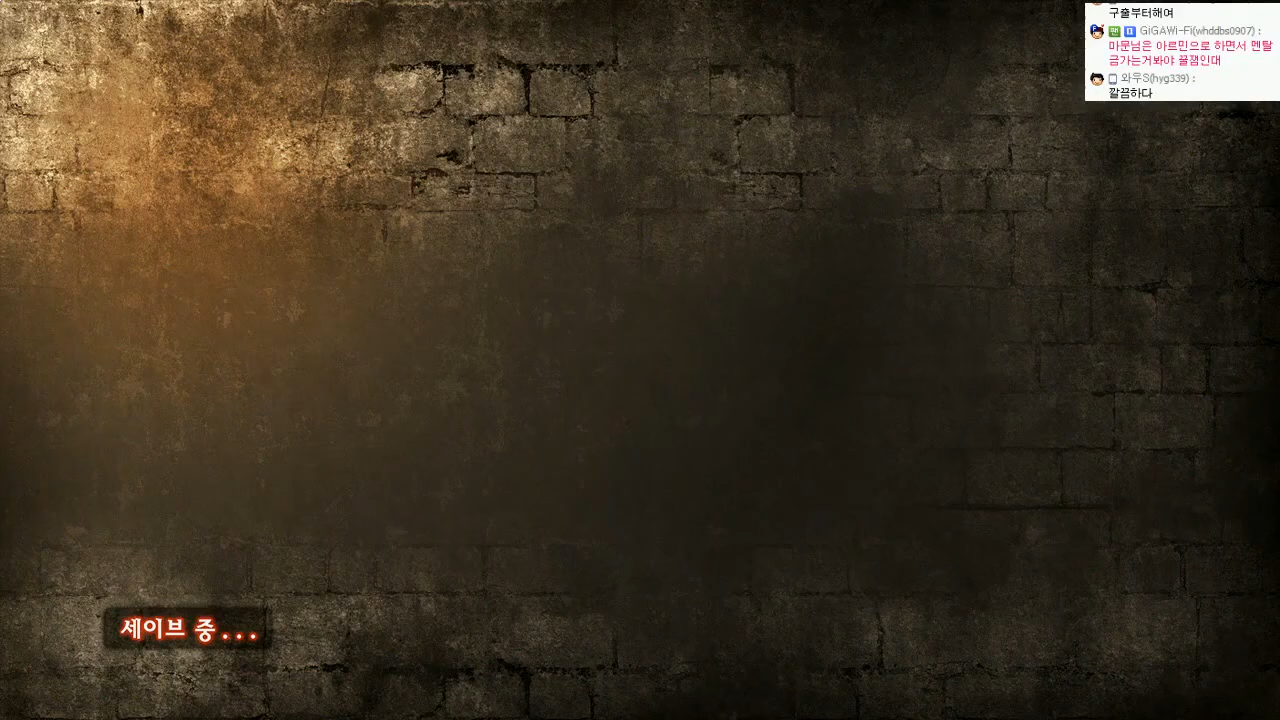 구출부터해여
팬 GiGAWi-Fi(whddbs0907) :
마문님은 아르민으로 하면서 멘탈
금가는거봐야 꿀잼인대
와우S(hyg339) :
깔끔하다
세이브 중...